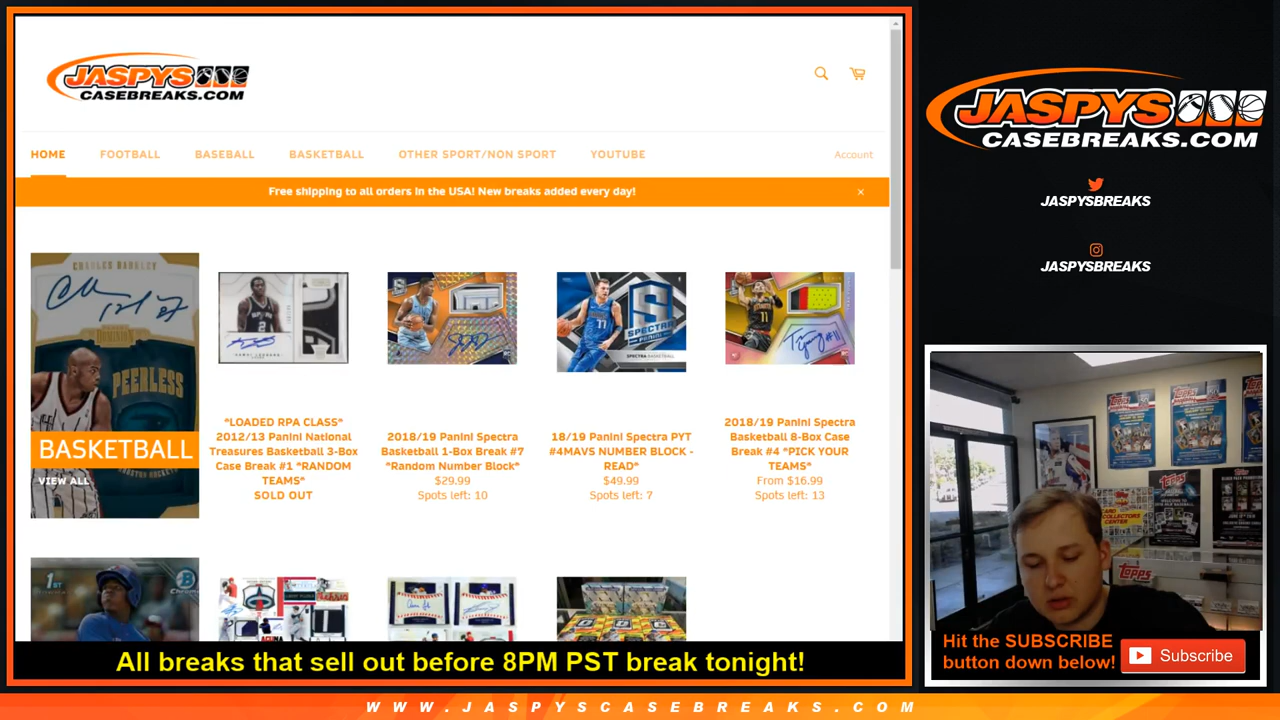 JASPYS
CASEBREAKS.COM
HOME
FOOTBALL
BASEBALL
BASKETBALL
OTHER SPORT/NON SPORT
YOUTUBE
Account
Free shipping to all orders in the USA! New breaks added every day!
×
CHARLES BARKLEY
PEERLESS
BASKETBALL
VIEW ALL
*LOADED RPA CLASS*
2012/13 Panini National
Treasures Basketball 3-Box
Case Break #1 *RANDOM
TEAMS*
SOLD OUT
2018/19 Panini Spectra
Basketball 1-Box Break #7
*Random Number Block*
$29.99
Spots left: 10
18/19 Panini Spectra PYT
#4MAVS NUMBER BLOCK -
READ*
$49.99
Spots left: 7
2018/19 Panini Spectra
Basketball 8-Box Case
Break #4 *PICK YOUR
TEAMS*
From $16.99
Spots left: 13
1ST
All breaks that sell out before 8PM PST break tonight!
JASPYS
CASEBREAKS.COM
JASPYSBREAKS
JASPYSBREAKS
Topps
Hit the SUBSCRIBE
button down below!
Subscribe
WWW.JASPYSCASEBREAKS.COM